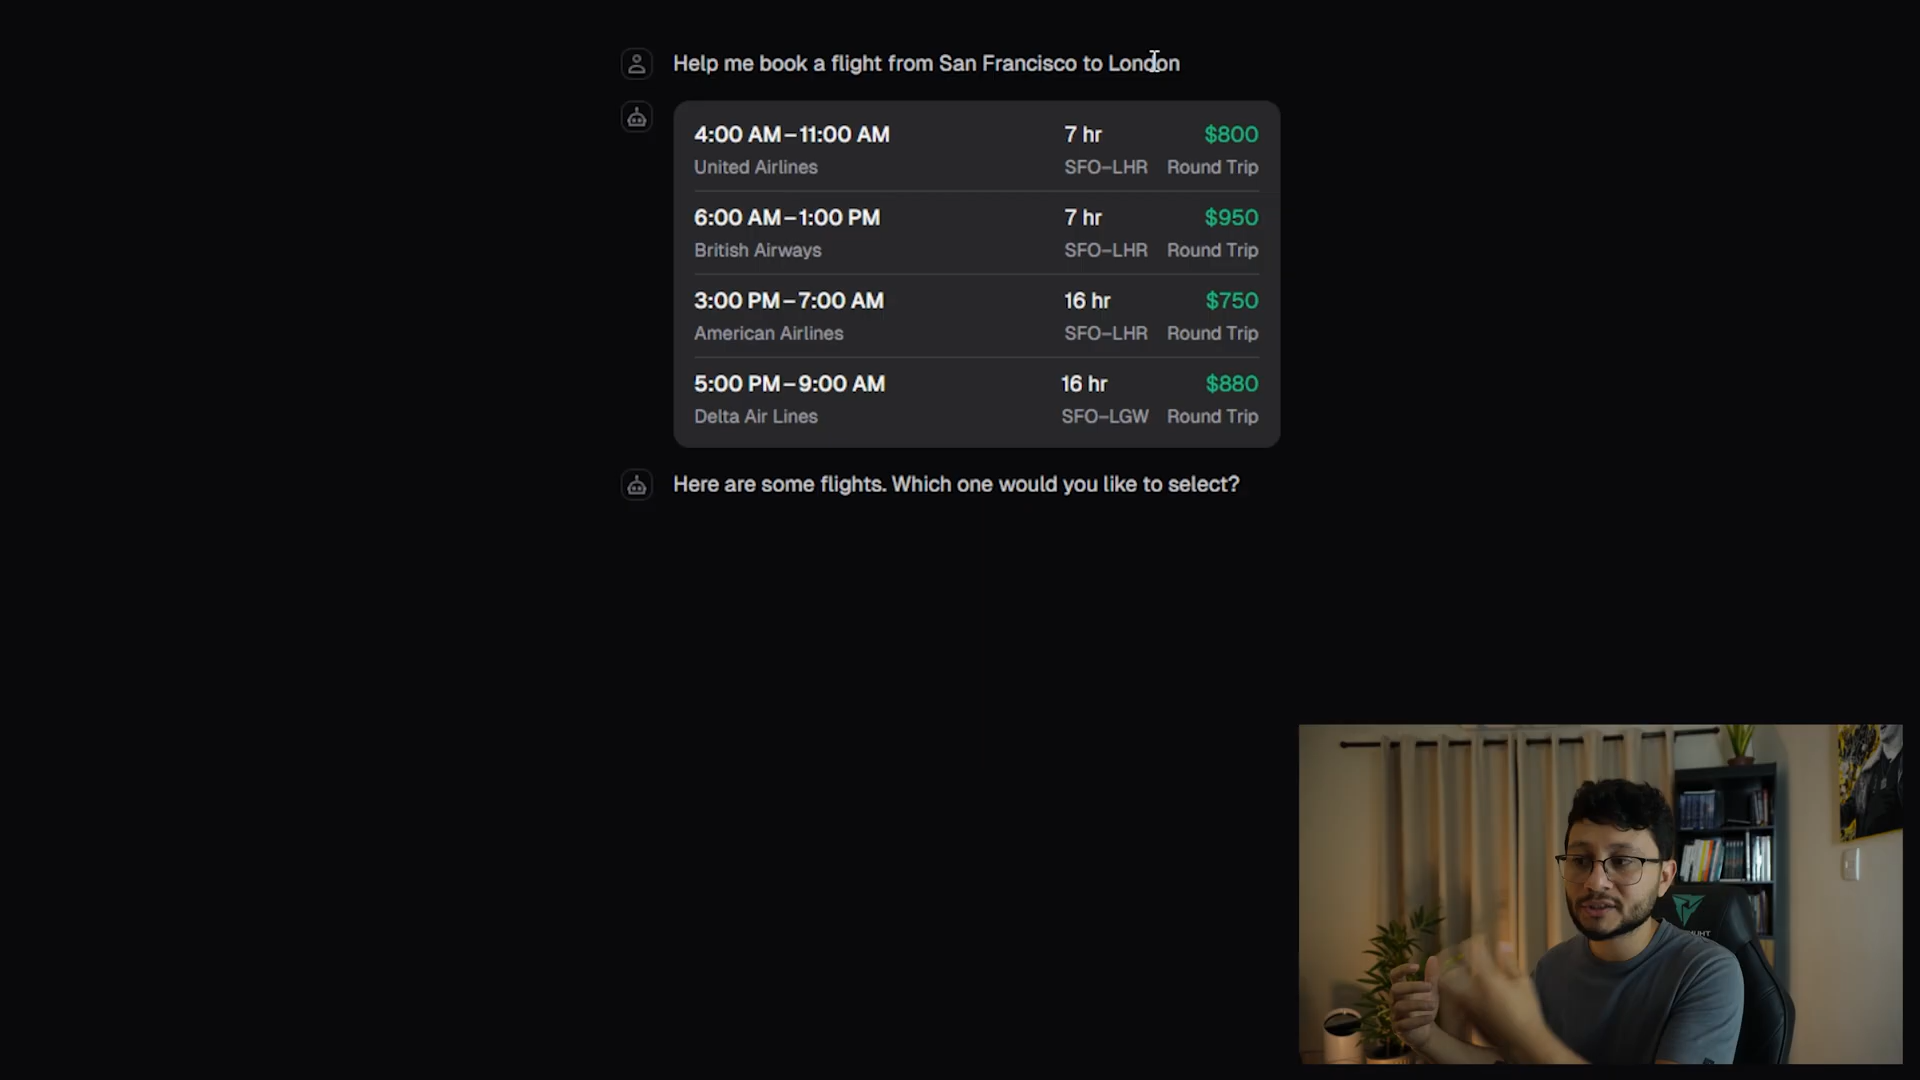 Help me book a flight from San Francisco to London
4:00 AM – 11:00 AM 7 hr $800
United Airlines SFO–LHR Round Trip
6:00 AM – 1:00 PM 7 hr $950
British Airways SFO–LHR Round Trip
3:00 PM – 7:00 AM 16 hr $750
American Airlines SFO–LHR Round Trip
5:00 PM – 9:00 AM 16 hr $880
Delta Air Lines SFO–LGW Round Trip
Here are some flights. Which one would you like to select?